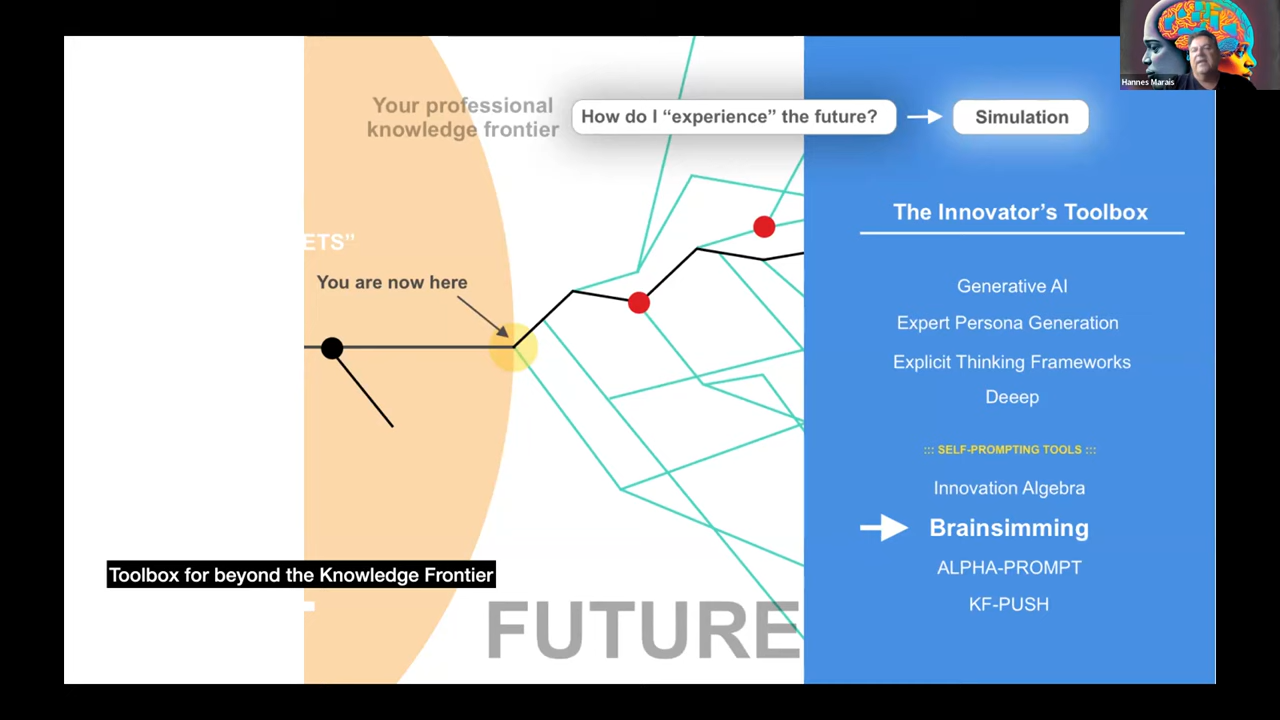 Hannes Marais
Your professional
knowledge frontier
How do I “experience” the future?
Simulation
The Innovator’s Toolbox
ETS”
You are now here
Generative AI
Expert Persona Generation
Explicit Thinking Frameworks
Deeep
::: SELF-PROMPTING TOOLS :::
Innovation Algebra
Brainsimming
ALPHA-PROMPT
KF-PUSH
Toolbox for beyond the Knowledge Frontier
FUTURE